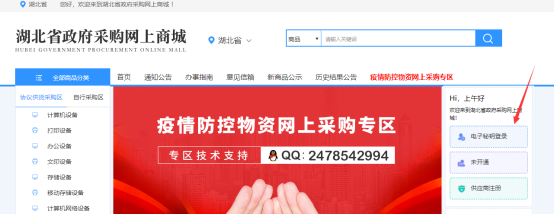 湖北省 您好，欢迎来到湖北省政府采购网上商城！
湖北省政府采购网上商城
HUBEI GOVERNMENT PROCUREMENT ONLINE MALL
湖北省
商品 请输入关键词
全部商品分类 首页 通知公告 办事指南 意见信箱 新商品公示 历史结果公告 疫情防控物资网上采购专区
协议供货采购区 自行采购区
计算机设备
打印设备
办公设备
文印设备
存储设备
移动存储设备
计算机网络设备
疫情防控物资网上采购专区
专区技术支持 QQ: 2478542994
Hi，上午好
欢迎来到湖北省政府采购网上商城！
电子秘钥登录
未开通
供应商注册